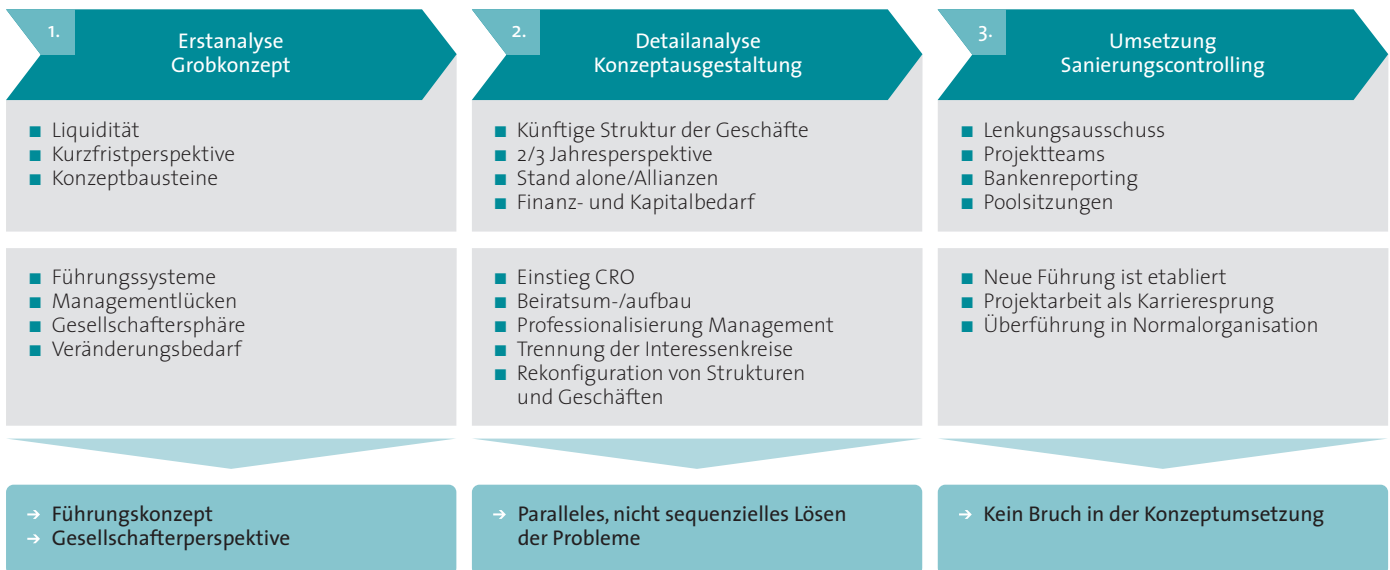 1.
Erstanalyse
Grobkonzept
■ Liquidität
■ Kurzfristperspektive
■ Konzeptbausteine
■ Führungssysteme
■ Managementlücken
■ Gesellschaftersphäre
■ Veränderungsbedarf
→ Führungskonzept
→ Gesellschafterperspektive
2.
Detailanalyse
Konzeptausgestaltung
■ Künftige Struktur der Geschäfte
■ 2/3 Jahresperspektive
■ Stand alone/Allianzen
■ Finanz- und Kapitalbedarf
■ Einstieg CRO
■ Beiratsum-/aufbau
■ Professionalisierung Management
■ Trennung der Interessenkreise
■ Rekonfiguration von Strukturen
und Geschäften
→ Paralleles, nicht sequenzielles Lösen
der Probleme
3.
Umsetzung
Sanierungscontrolling
■ Lenkungsausschuss
■ Projektteams
■ Bankenreporting
■ Poolsitzungen
■ Neue Führung ist etabliert
■ Projektarbeit als Karrieresprung
■ Überführung in Normalorganisation
→ Kein Bruch in der Konzeptumsetzung